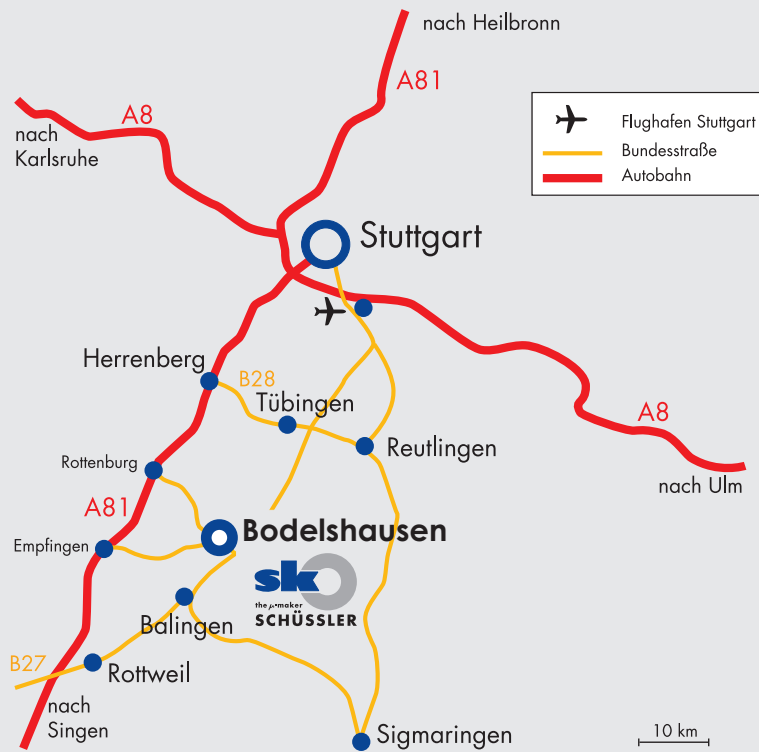 nach Heilbronn
A81
A8
nach
Karlsruhe
Flughafen Stuttgart
Bundesstraße
Autobahn
Stuttgart
Herrenberg
B28
Tübingen
Reutlingen
A8
nach Ulm
Rottenburg
A81
Bodelshausen
Empfingen
sk
the µ-maker
SCHÜSSLER
Balingen
B27
Rottweil
nach
Singen
Sigmaringen
10 km